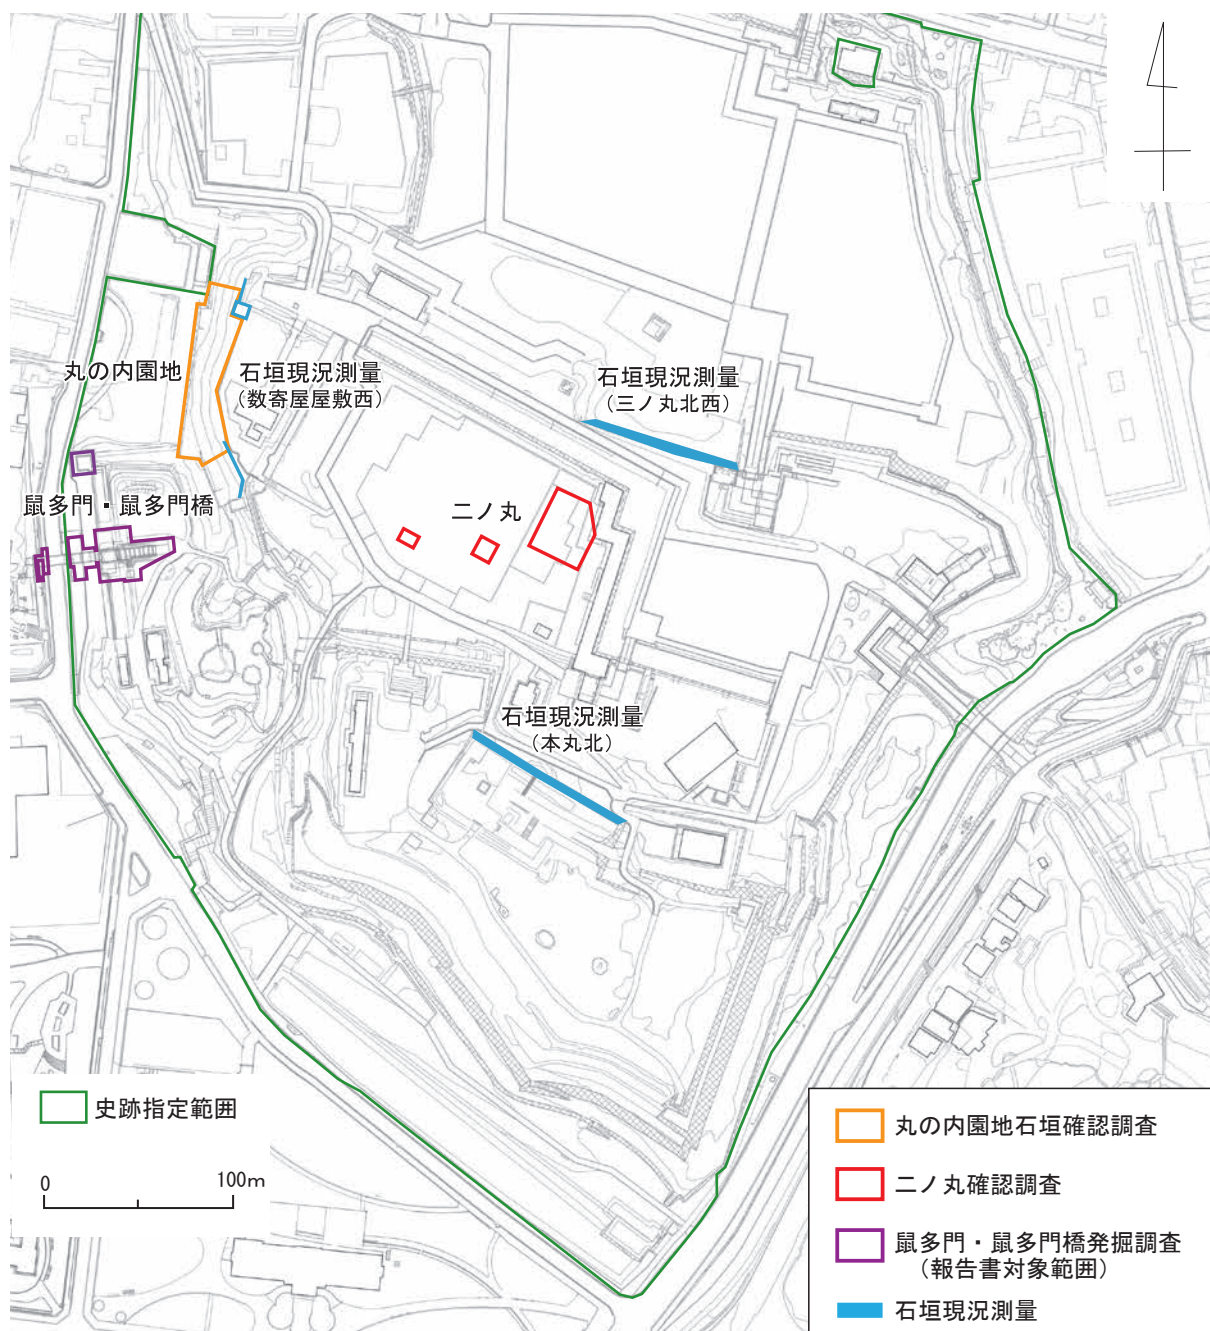 丸の内園地
石垣現況測量
（数寄屋屋敷西）
石垣現況測量
（三ノ丸北西）
鼠多門・鼠多門橋
二ノ丸
石垣現況測量
（本丸北）
史跡指定範囲
0 100m
丸の内園地石垣確認調査
二ノ丸確認調査
鼠多門・鼠多門橋発掘調査
（報告書対象範囲）
石垣現況測量